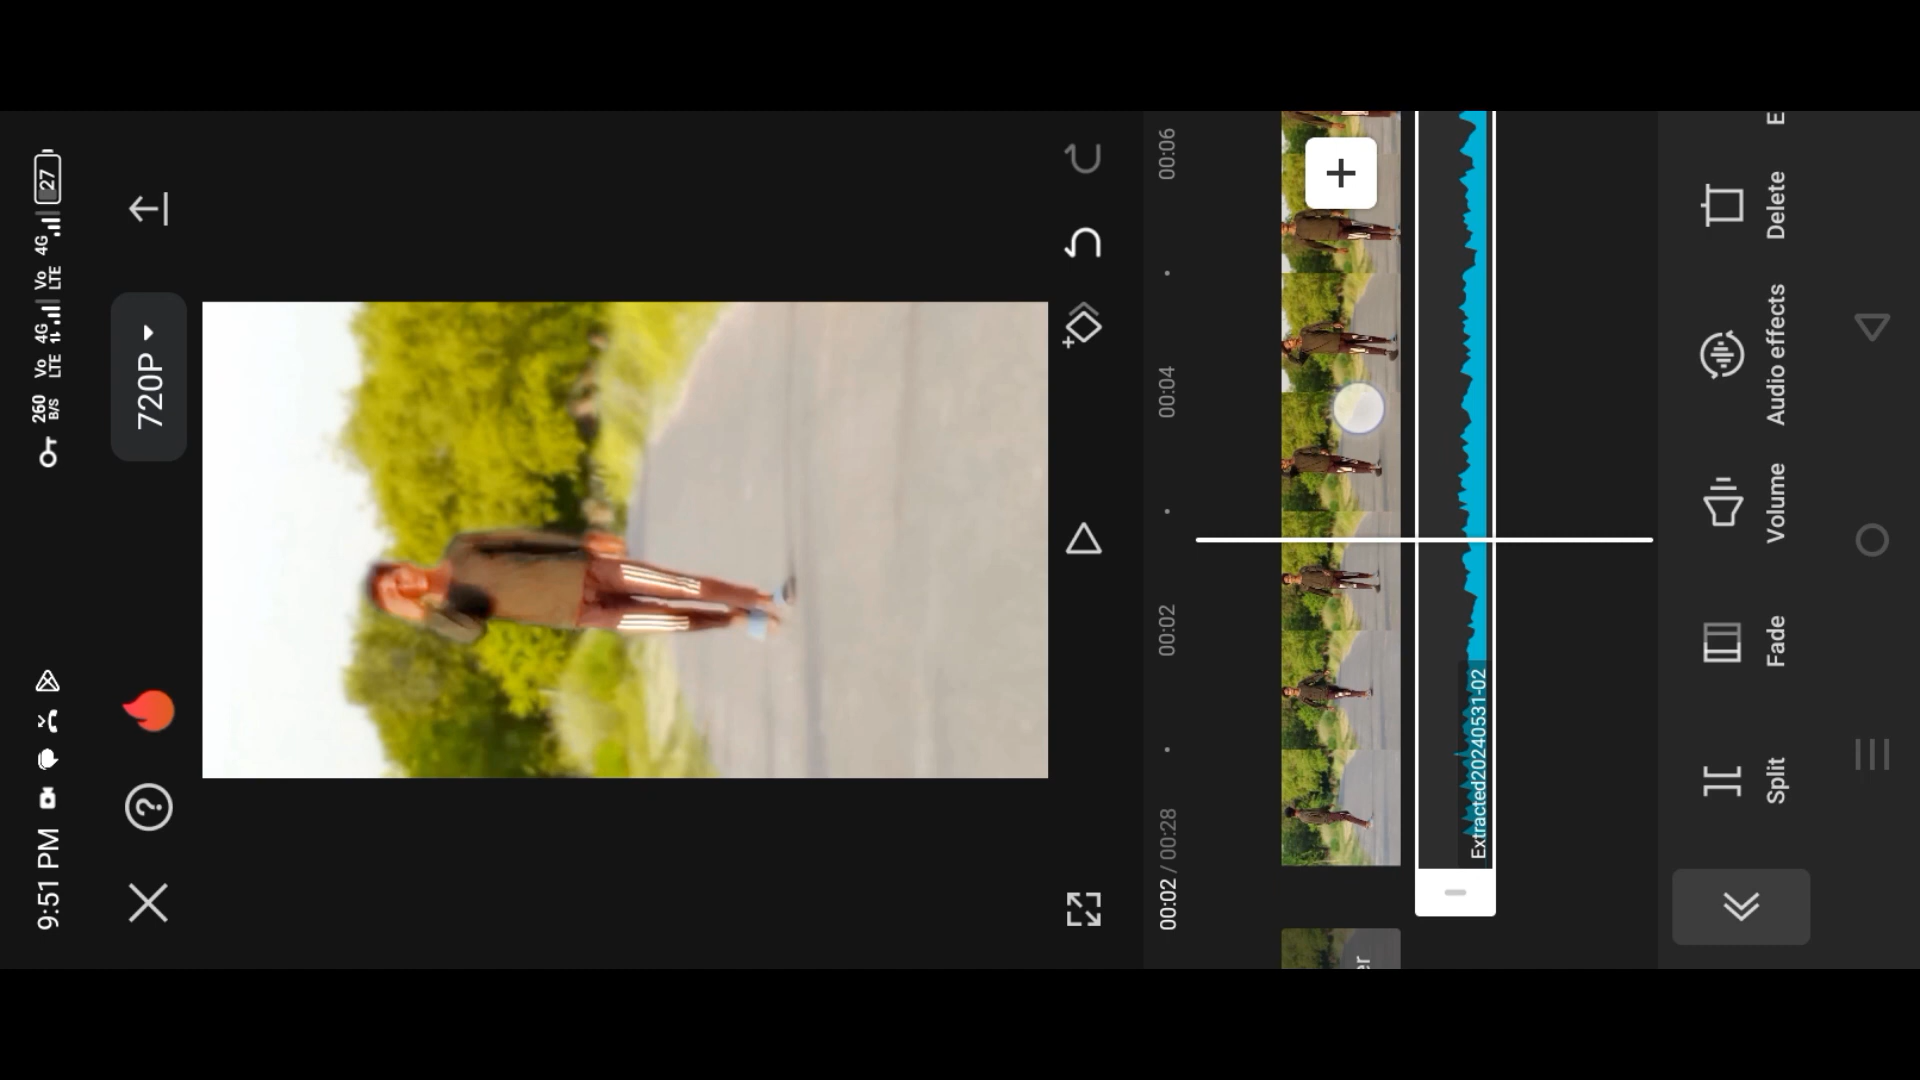 9:51 PM
260 B/S Vo LTE 4G Vo LTE 4G 27
?
720P
00:02 / 00:28
00:02
00:04
00:06
er
Extracted20240531-02
Split
Fade
Volume
Audio effects
Delete
E